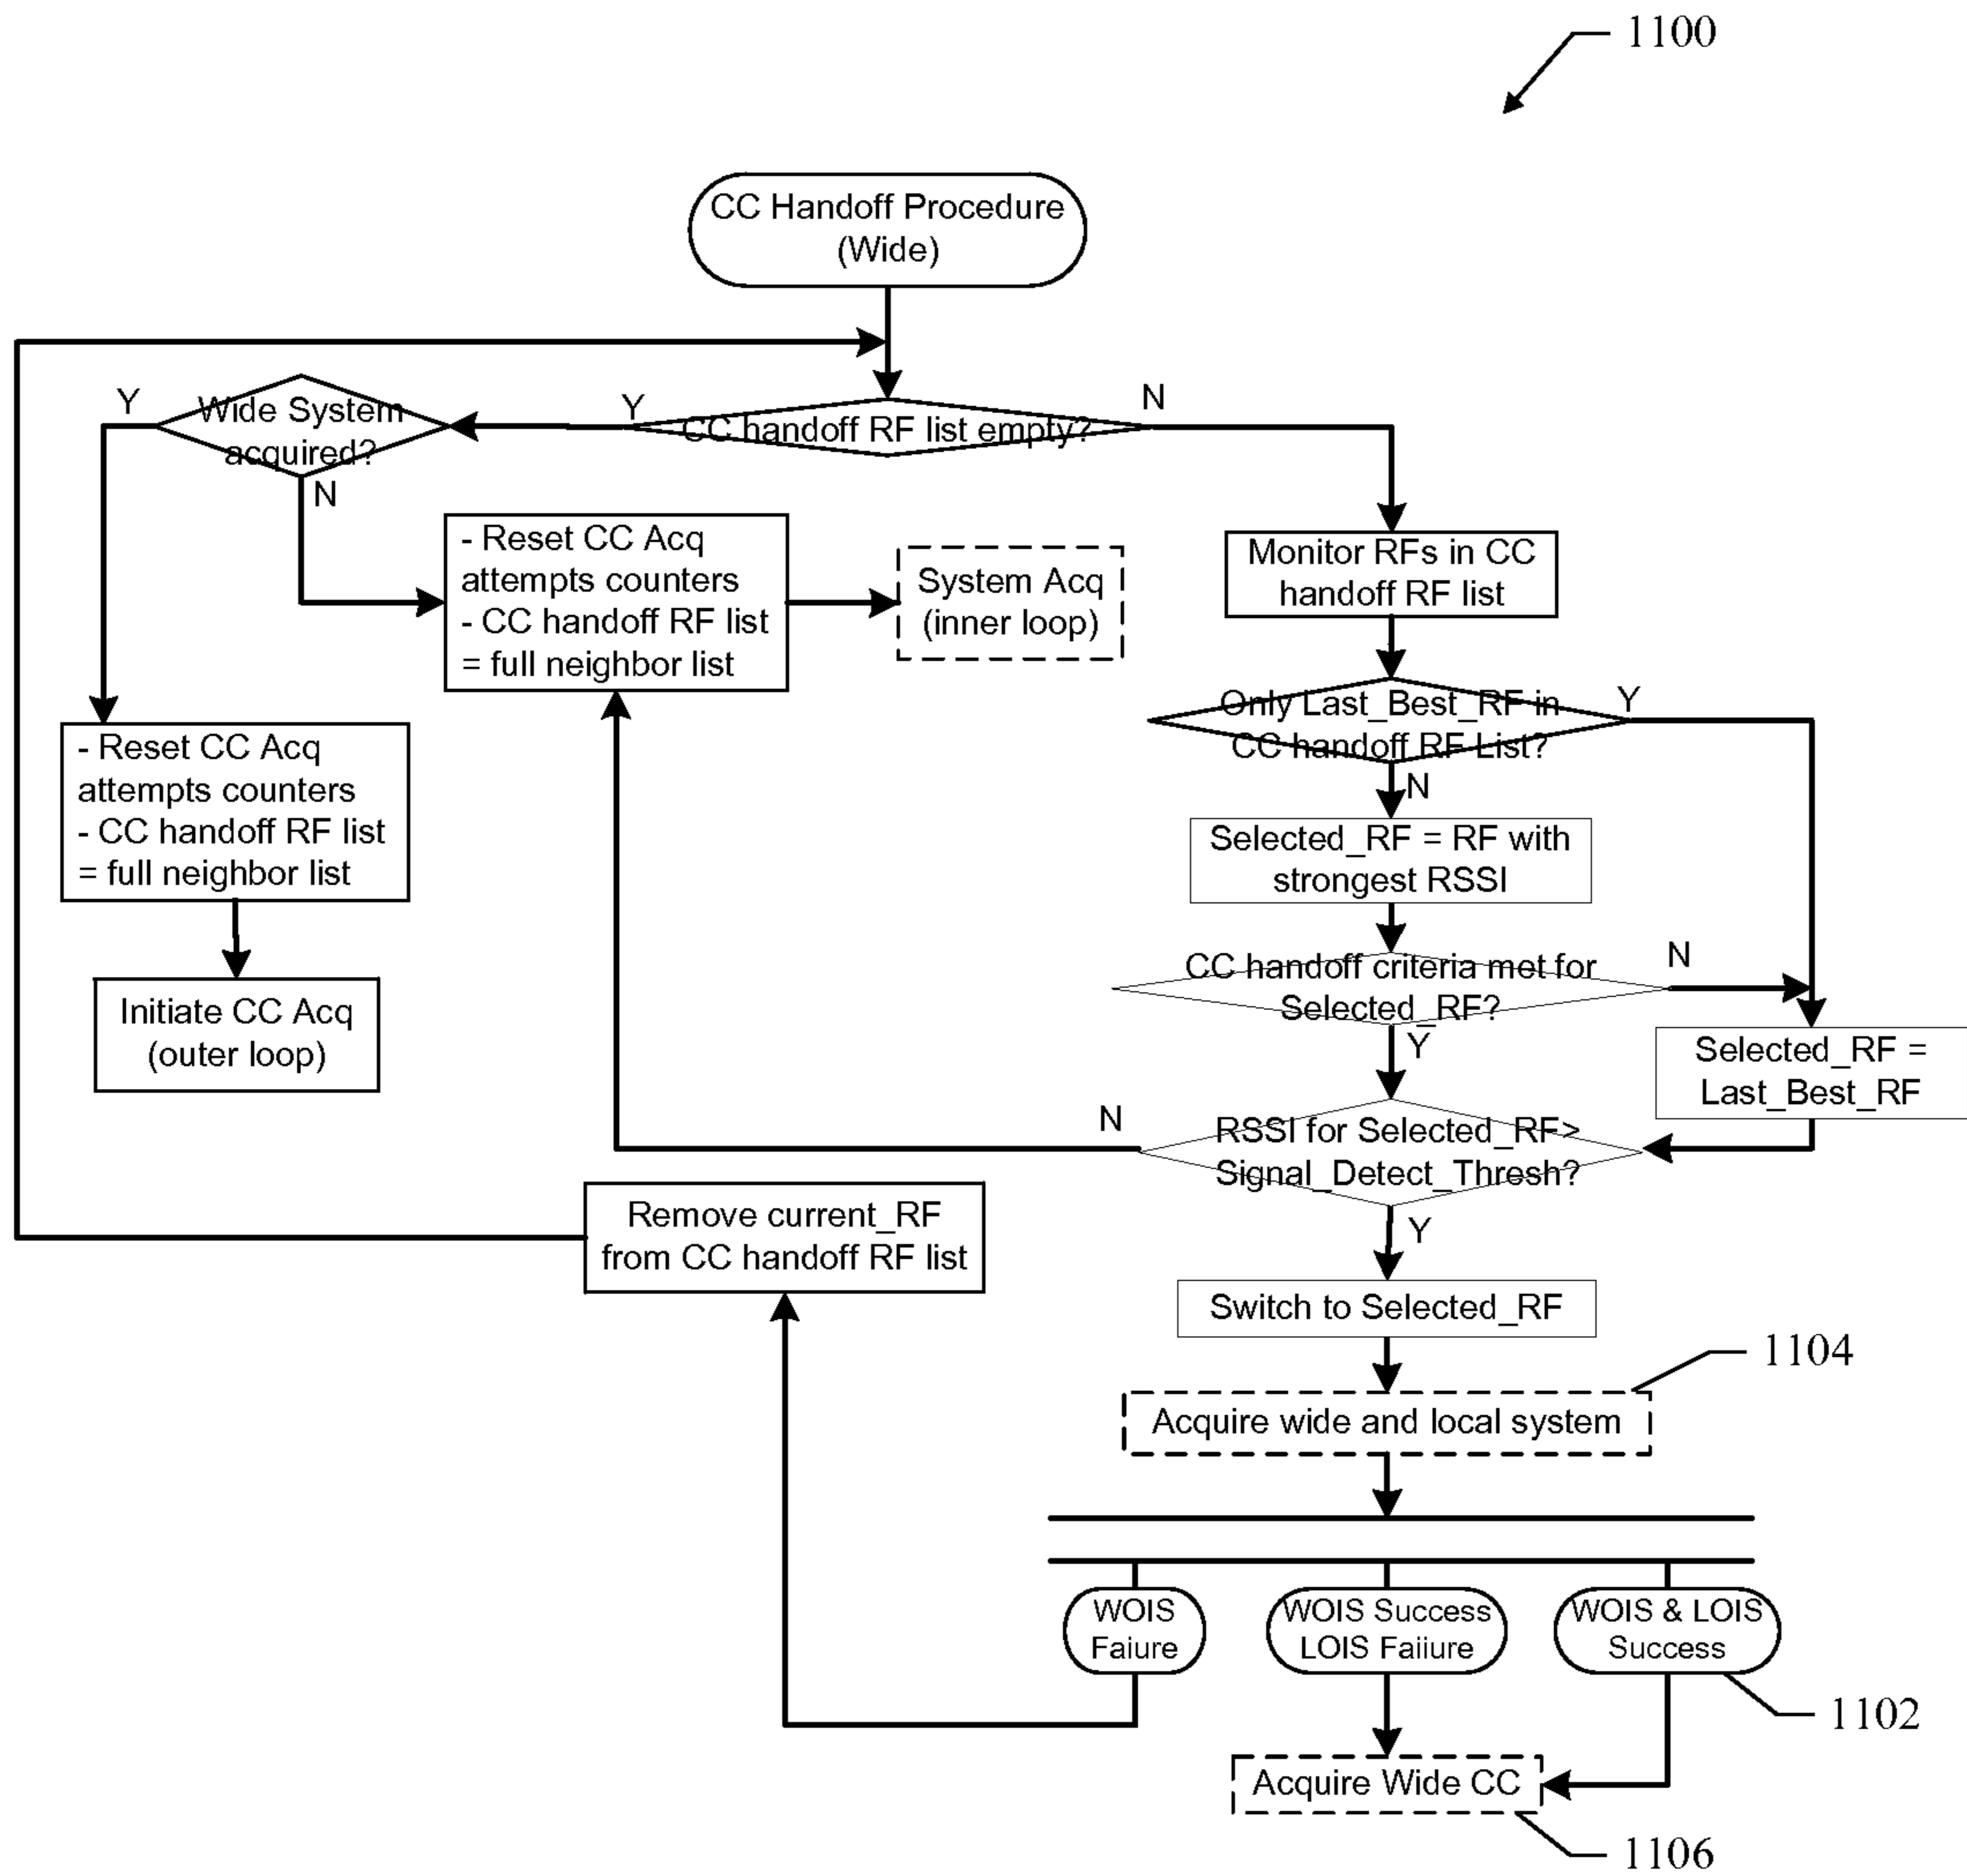 1100
CC Handoff Procedure
(Wide)
Y
Wide System
acquired?
N
Y
CC handoff RF list empty?
N
- Reset CC Acq
attempts counters
- CC handoff RF list
= full neighbor list
System Acq
(inner loop)
Monitor RFs in CC
handoff RF list
Only Last_Best_RF in
CC handoff RF List?
Y
N
- Reset CC Acq
attempts counters
- CC handoff RF list
= full neighbor list
Selected_RF = RF with
strongest RSSI
Initiate CC Acq
(outer loop)
CC handoff criteria met for
Selected_RF?
N
Y
Selected_RF =
Last_Best_RF
N
RSSI for Selected_RF>
Signal_Detect_Thresh?
Y
Remove current_RF
from CC handoff RF list
Switch to Selected_RF
1104
Acquire wide and local system
WOIS
Faiure
WOIS Success
LOIS Faiiure
WOIS & LOIS
Success
1102
Acquire Wide CC
1106